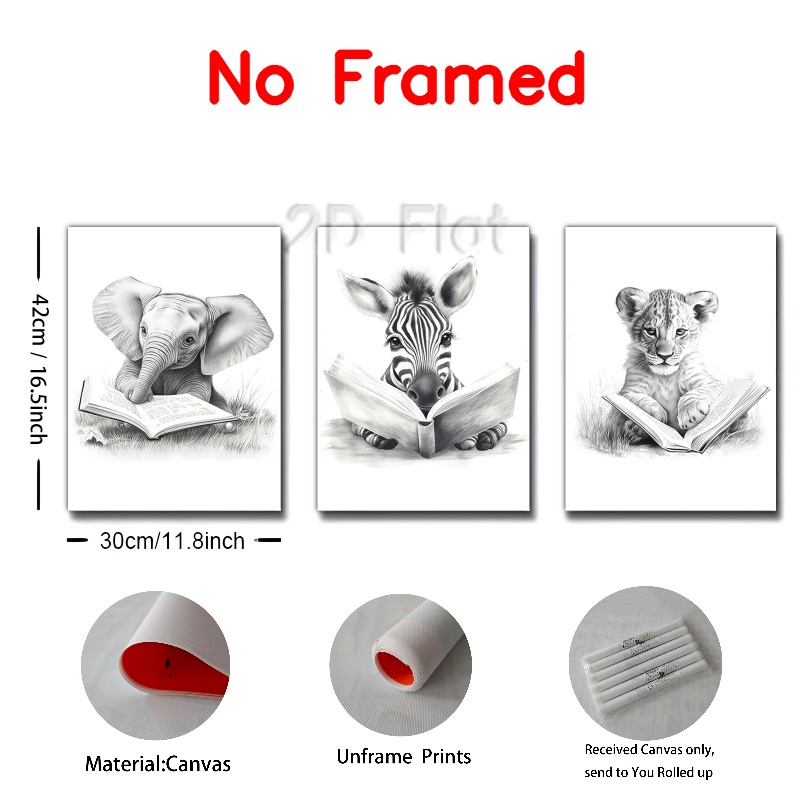 No Framed
2D Flat
42cm / 16.5inch
30cm/11.8inch
Material:Canvas
Unframe Prints
Received Canvas only,
send to You Rolled up